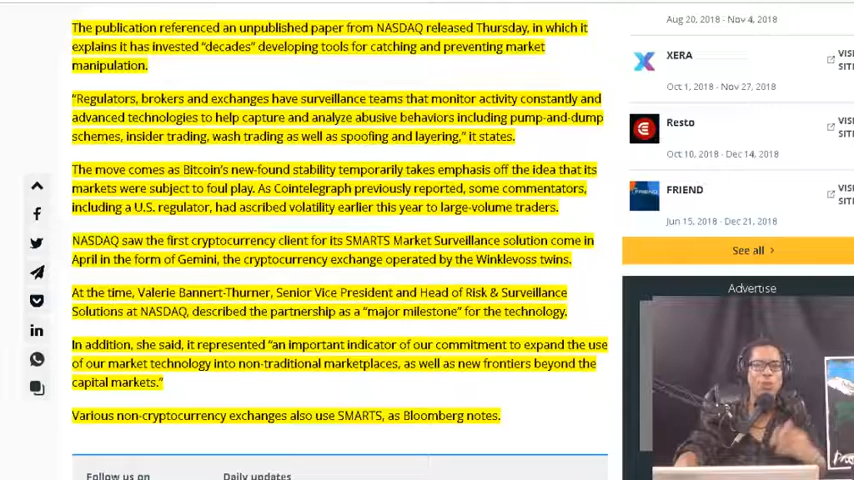 The publication referenced an unpublished paper from NASDAQ released Thursday, in which it
explains it has invested “decades” developing tools for catching and preventing market
manipulation.
“Regulators, brokers and exchanges have surveillance teams that monitor activity constantly and
advanced technologies to help capture and analyze abusive behaviors including pump-and-dump
schemes, insider trading, wash trading as well as spoofing and layering,” it states.
The move comes as Bitcoin’s new-found stability temporarily takes emphasis off the idea that its
markets were subject to foul play. As Cointelegraph previously reported, some commentators,
including a U.S. regulator, had ascribed volatility earlier this year to large-volume traders.
NASDAQ saw the first cryptocurrency client for its SMARTS Market Surveillance solution come in
April in the form of Gemini, the cryptocurrency exchange operated by the Winklevoss twins.
At the time, Valerie Bannert-Thurner, Senior Vice President and Head of Risk & Surveillance
Solutions at NASDAQ, described the partnership as a “major milestone” for the technology.
In addition, she said, it represented “an important indicator of our commitment to expand the use
of our market technology into non-traditional marketplaces, as well as new frontiers beyond the
capital markets.”
Various non-cryptocurrency exchanges also use SMARTS, as Bloomberg notes.
Follow us on
Daily updates
Aug 20, 2018 - Nov 4, 2018
XERA
VISI
SITE
Oct 1, 2018 - Nov 27, 2018
Resto
VISI
SITE
Oct 10, 2018 - Dec 14, 2018
FRIEND
VISI
SITE
Jun 15, 2018 - Dec 21, 2018
See all >
Advertise